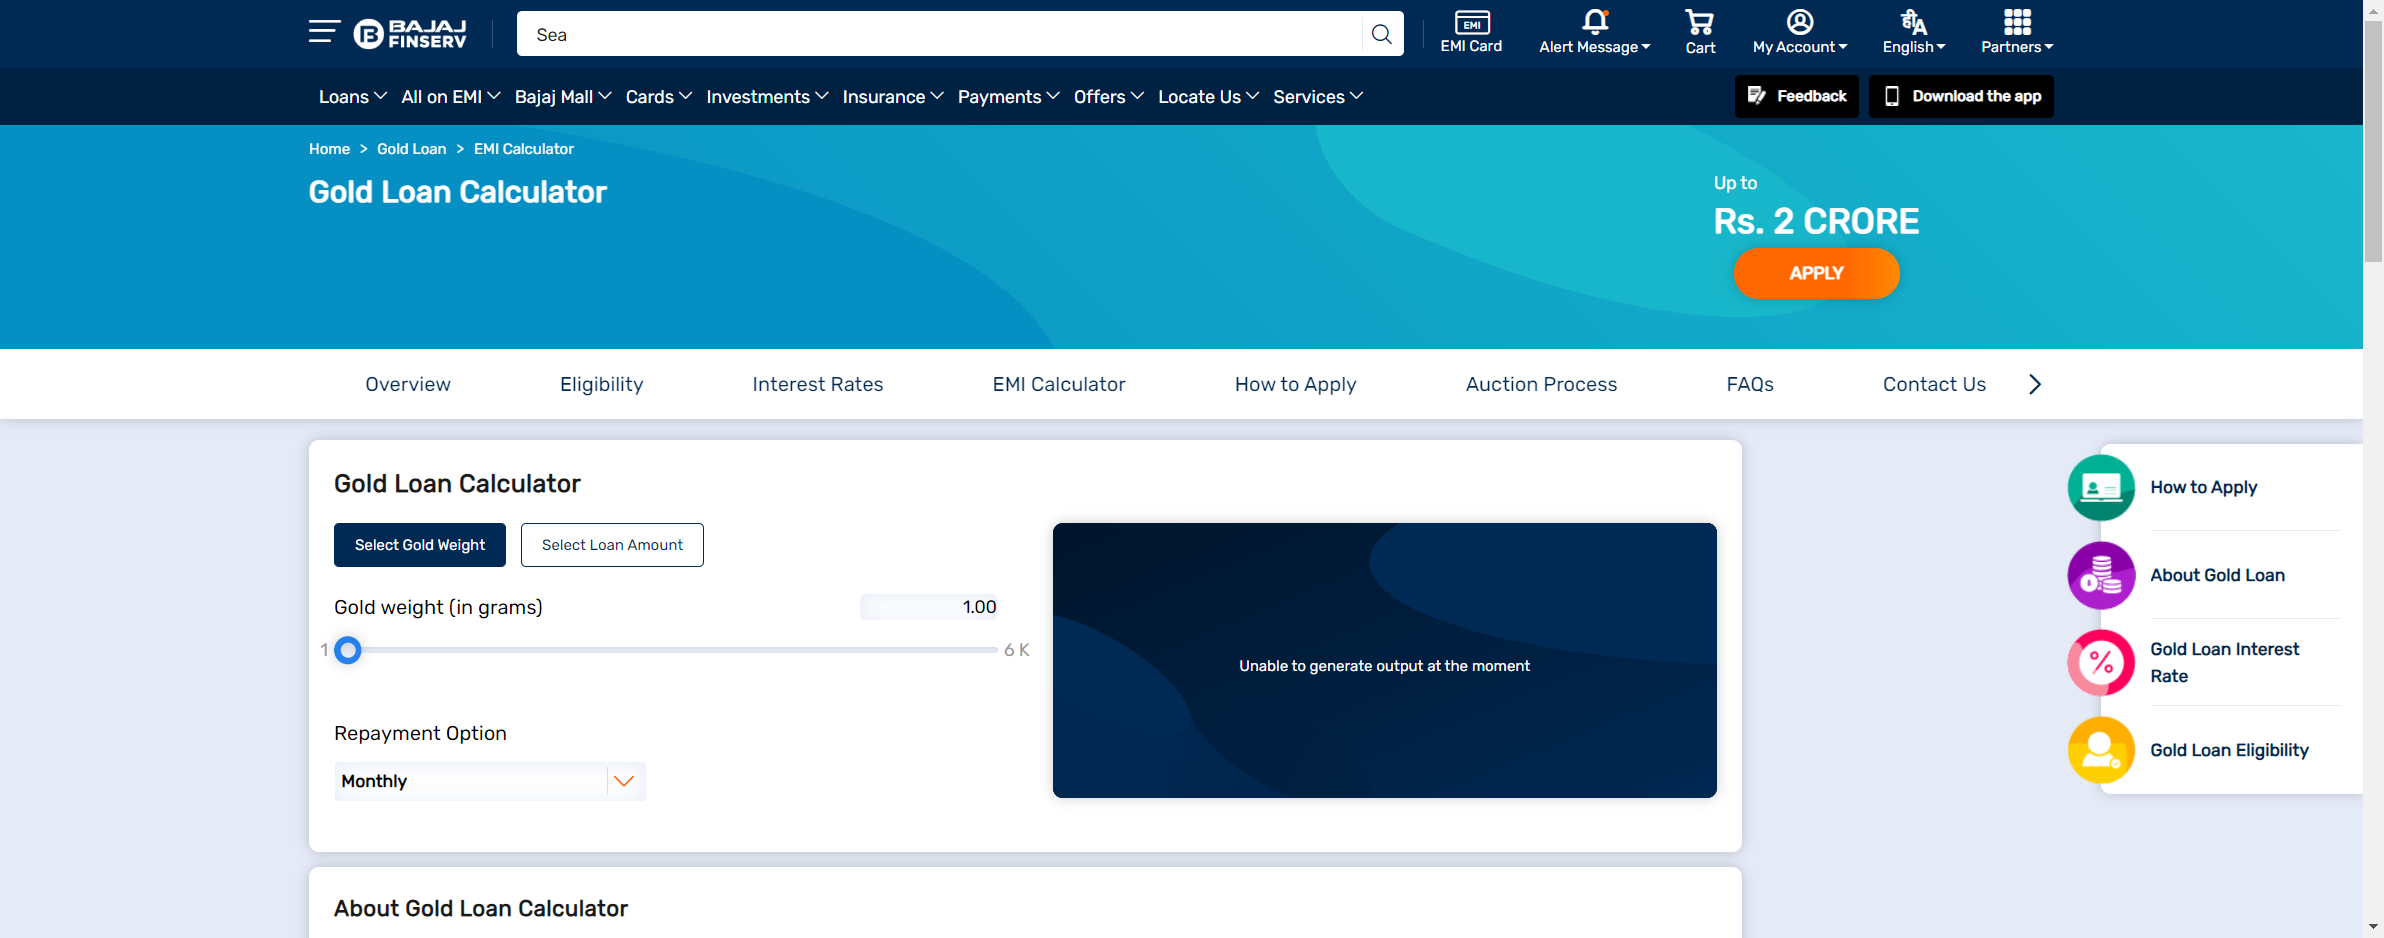 BAJAJ
FINSERV
Sea
EMI
EMI Card
Alert Message
Cart
My Account
हीA
English
Partners
Loans All on EMI Bajaj Mall Cards Investments Insurance Payments Offers Locate Us Services
Feedback
Download the app
Home > Gold Loan > EMI Calculator
Gold Loan Calculator
Up to
Rs. 2 CRORE
APPLY
Overview Eligibility Interest Rates EMI Calculator How to Apply Auction Process FAQs Contact Us
Gold Loan Calculator
Select Gold Weight Select Loan Amount
Gold weight (in grams) 1.00
1 6 K
Repayment Option
Monthly
Unable to generate output at the moment
How to Apply
About Gold Loan
%
Gold Loan Interest
Rate
Gold Loan Eligibility
About Gold Loan Calculator